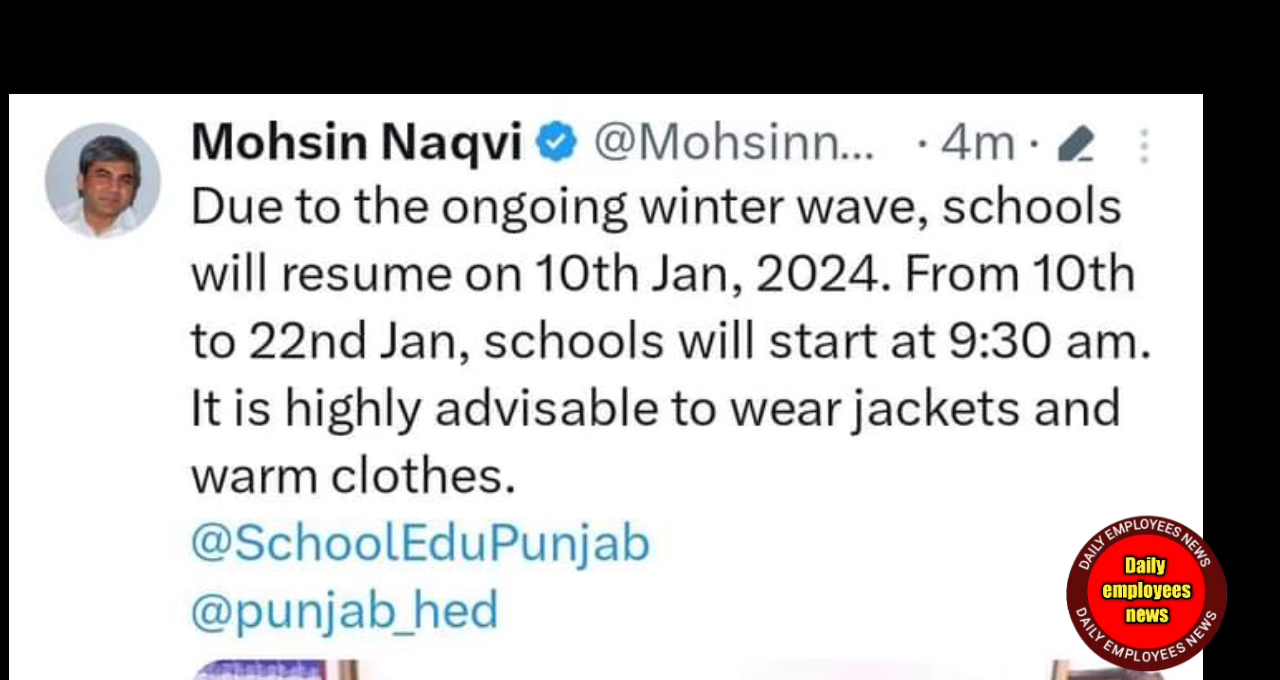 Mohsin Naqvi @Mohsinn... · 4m ·
Due to the ongoing winter wave, schools
will resume on 10th Jan, 2024. From 10th
to 22nd Jan, schools will start at 9:30 am.
It is highly advisable to wear jackets and
warm clothes.
@SchoolEduPunjab
@punjab_hed
DAILY EMPLOYEES NEWS
Daily
employees
news
DAILY EMPLOYEES NEWS